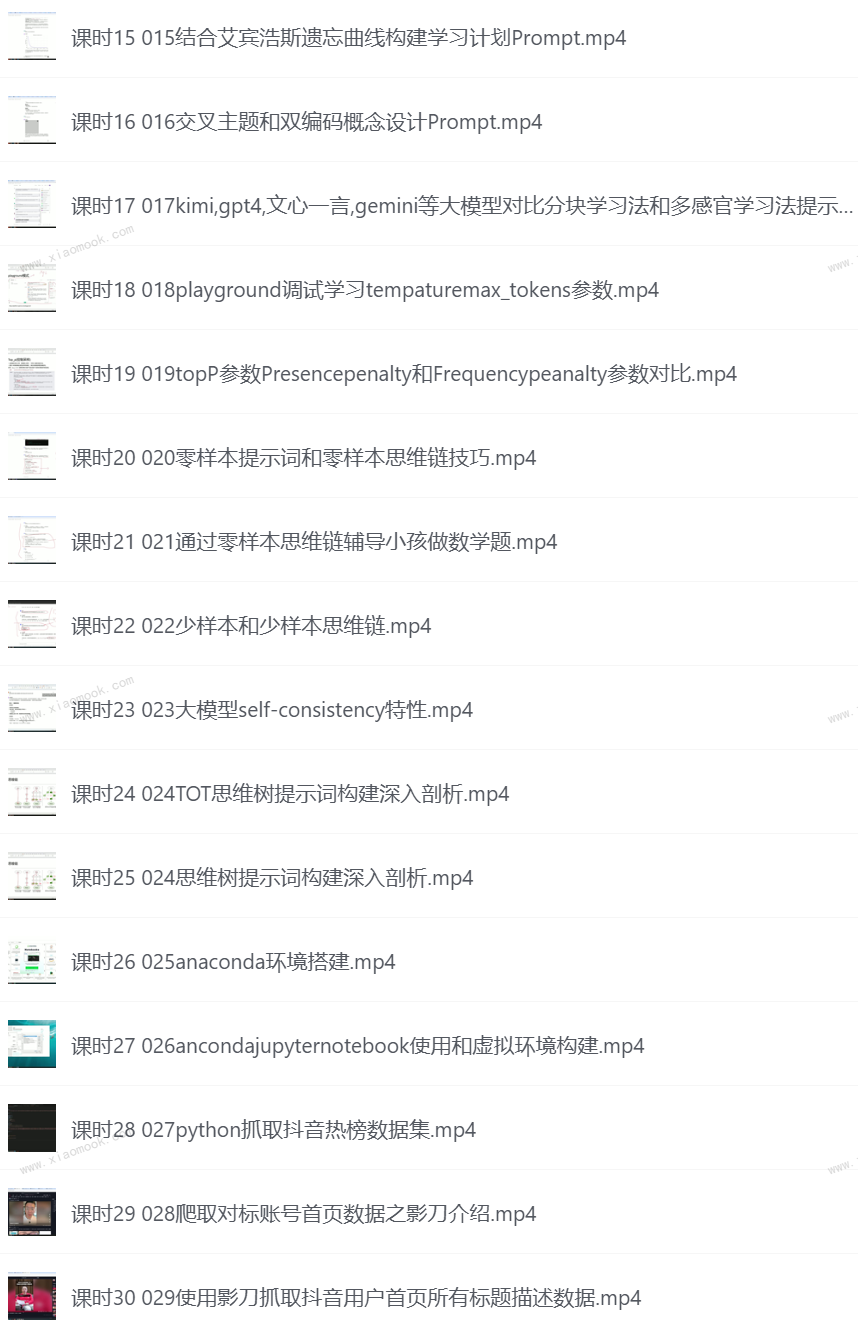 课时15 015结合艾宾浩斯遗忘曲线构建学习计划Prompt.mp4
课时16 016交叉主题和双编码概念设计Prompt.mp4
课时17 017kimi,gpt4,文心一言,gemini等大模型对比分块学习法和多感官学习法提示...
www.xiaomook.com
www.
课时18 018playground调试学习tempaturemax_tokens参数.mp4
课时19 019topP参数Presencepenalty和Frequencypeanalty参数对比.mp4
课时20 020零样本提示词和零样本思维链技巧.mp4
课时21 021通过零样本思维链辅导小孩做数学题.mp4
课时22 022少样本和少样本思维链.mp4
www.xiaomook.com
www.
课时23 023大模型self-consistency特性.mp4
课时24 024TOT思维树提示词构建深入剖析.mp4
课时25 024思维树提示词构建深入剖析.mp4
课时26 025anaconda环境搭建.mp4
课时27 026ancondajupyternotebook使用和虚拟环境构建.mp4
课时28 027python抓取抖音热榜数据集.mp4
www.xiaomook.com
www.
课时29 028爬取对标账号首页数据之影刀介绍.mp4
课时30 029使用影刀抓取抖音用户首页所有标题描述数据.mp4